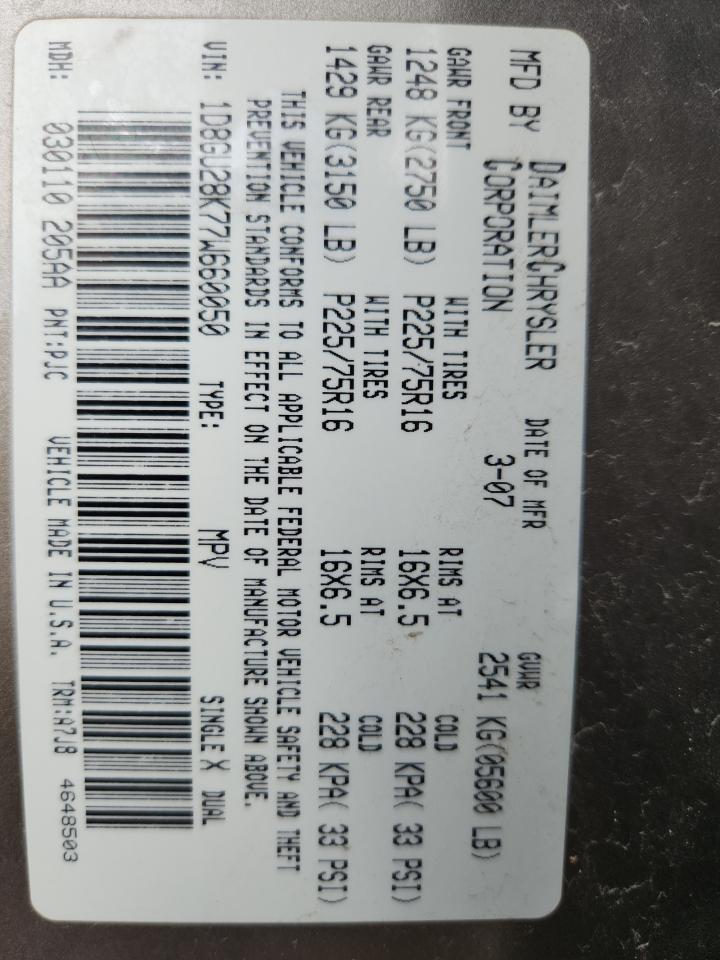 MFD BY DAIMLERCHRYSLER CORPORATION DATE OF MFR 3-07 GVWR 2541 KG(05600 LB)
GAWR FRONT WITH TIRES RIMS AT COLD
1248 KG(2750 LB) P225/75R16 16X6.5 228 KPA( 33 PSI)
GAWR REAR WITH TIRES RIMS AT COLD
1429 KG(3150 LB) P225/75R16 16X6.5 228 KPA( 33 PSI)
THIS VEHICLE CONFORMS TO ALL APPLICABLE FEDERAL MOTOR VEHICLE SAFETY AND THEFT
PREVENTION STANDARDS IN EFFECT ON THE DATE OF MANUFACTURE SHOWN ABOVE.
VIN: 1D8GU28K77W660050 TYPE: MPV SINGLE X DUAL
MDH: 030110 205AA PNT:PJC VEHICLE MADE IN U.S.A. TRM:A7J8 4648503